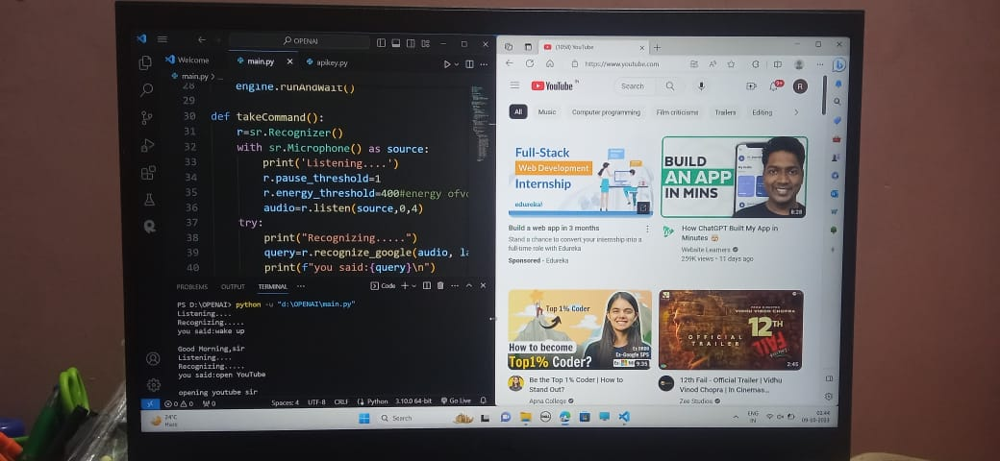 OPENAI
Welcome
main.py
apikey.py
main.py > ...
28 engine.runAndWait()
29
30 def takeCommand():
31 r=sr.Recognizer()
32 with sr.Microphone() as source:
33 print('Listening....')
34 r.pause_threshold=1
35 r.energy_threshold=400#energy ofvo
36 audio=r.listen(source,0,4)
37 try:
38 print("Recognizing.....")
39 query=r.recognize_google(audio, la
40 print(f"you said:{query}\n")
PROBLEMS OUTPUT TERMINAL ... Code
PS D:\OPENAI> python -u "d:\OPENAI\main.py"
Listening....
Recognizing.....
you said:wake up
Good Morning,sir
Listening....
Recognizing.....
you said:open YouTube
opening youtube sir
0 0 0 Spaces: 4 UTF-8 CRLF Python 3.10.0 64-bit Go Live
(1058) YouTube
https://www.youtube.com
YouTube IN
Search
9+
R
All Music Computer programming Film criticisms Trailers Editing
Full-Stack
Web Development
Internship
edureka!
Build a web app in 3 months
Stand a chance to convert your internship into a
full-time role with Edureka
Sponsored · Edureka
BUILD
AN APP
IN MINS
8:28
How ChatGPT Built My App in
Minutes
Website Learners
259K views · 11 days ago
Top 1% Coder
How to become
Top1% Coder?
Ex-Google SPS
9:35
Be the Top 1% Coder | How to
Stand Out?
Apna College
VIDHU VINOD CHOPRA
12TH
FAIL
OFFICIAL
TRAILER
2:45
12th Fail - Official Trailer | Vidhu
Vinod Chopra | In Cinemas...
Zee Studios
24°C
Haze
Search
DELL
ENG
IN
03:44
09-10-2023